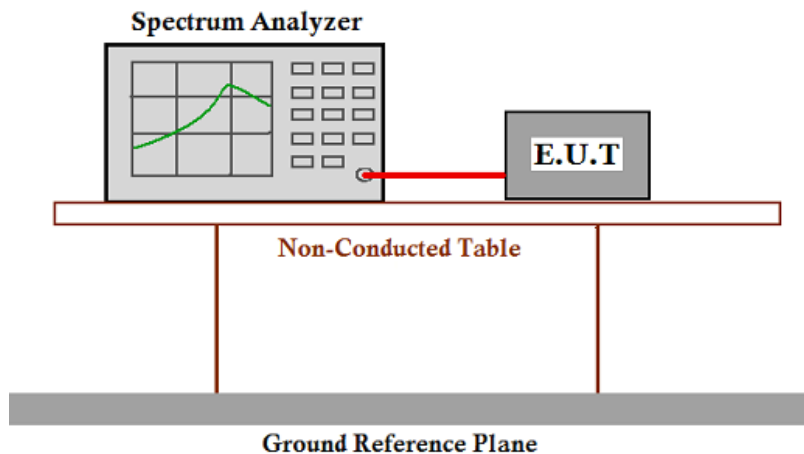 Spectrum Analyzer
E.U.T
Non-Conducted Table
Ground Reference Plane